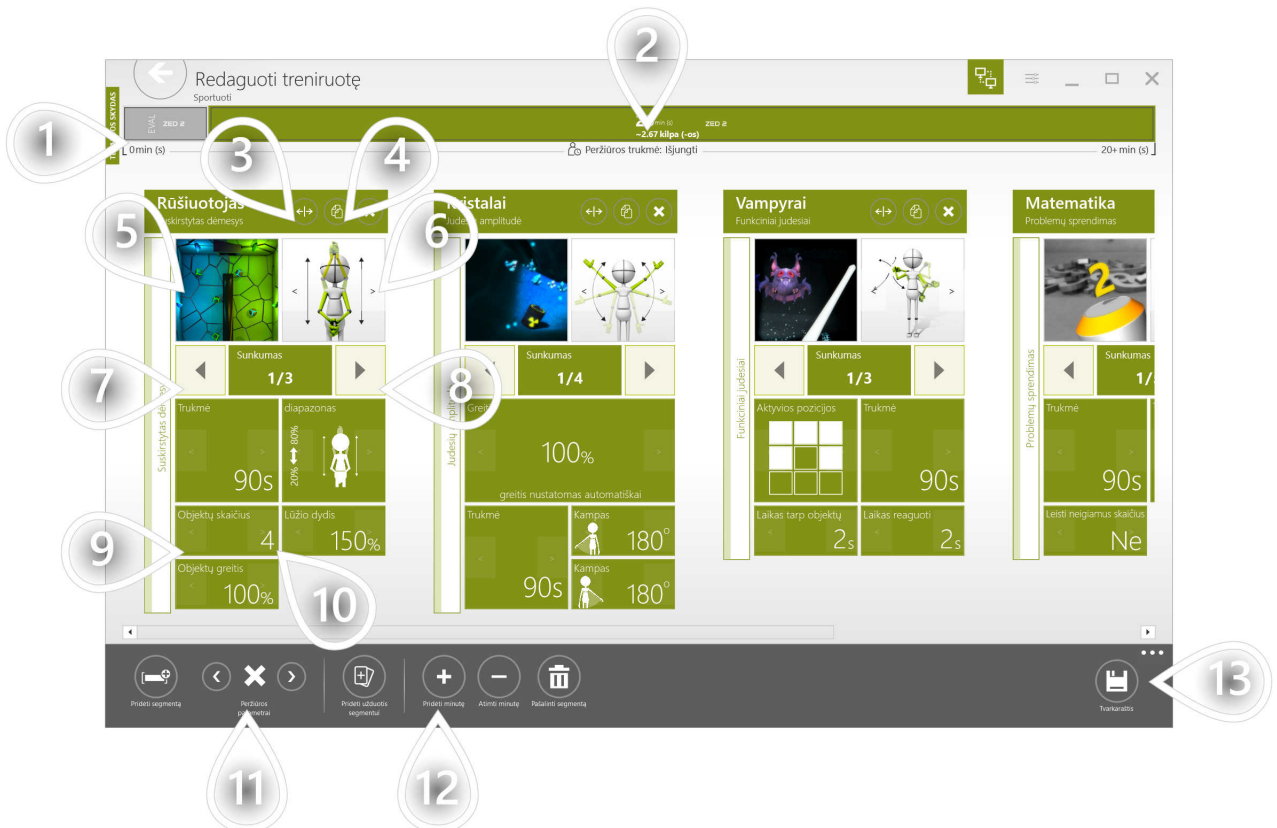 Redaguoti treniruotę
Sportuoti
EVAL
ZED 2
min (s)
~2.67 kilpa (-os)
ZED 2
0min (s)
Peržiūros trukmė: Išjungti
20+ min (s)
1
2
3
4
5
6
7
8
9
10
11
12
13
Rūšiuotojas
Suskirstytas dėmesys
Sunkumas
1/3
Trukmė
90s
diapazonas
20% 80%
Objektų skaičius
4
Lūžio dydis
150%
Objektų greitis
100%
Judesių amplitudė
Sunkumas
1/4
100%
greitis nustatomas automatiškai
Trukmė
90s
Kampas
180°
Kampas
180°
Vampyrai
Funkciniai judesiai
Funkciniai judesiai
Sunkumas
1/3
Aktyvios pozicijos
Trukmė
90s
Laikas tarp objektų
2s
Laikas reaguoti
2s
Matematika
Problemų sprendimas
Problemų sprendimas
2
Sunkumas
Trukmė
90s
Leisti neigiamus skaičius
Ne
Pridėti segmentą
Peržiūros
parametrai
Pridėti užduotis
segmentui
Pridėti minutę
Atimti minutę
Pašalinti segmentą
Tvarkaraštis